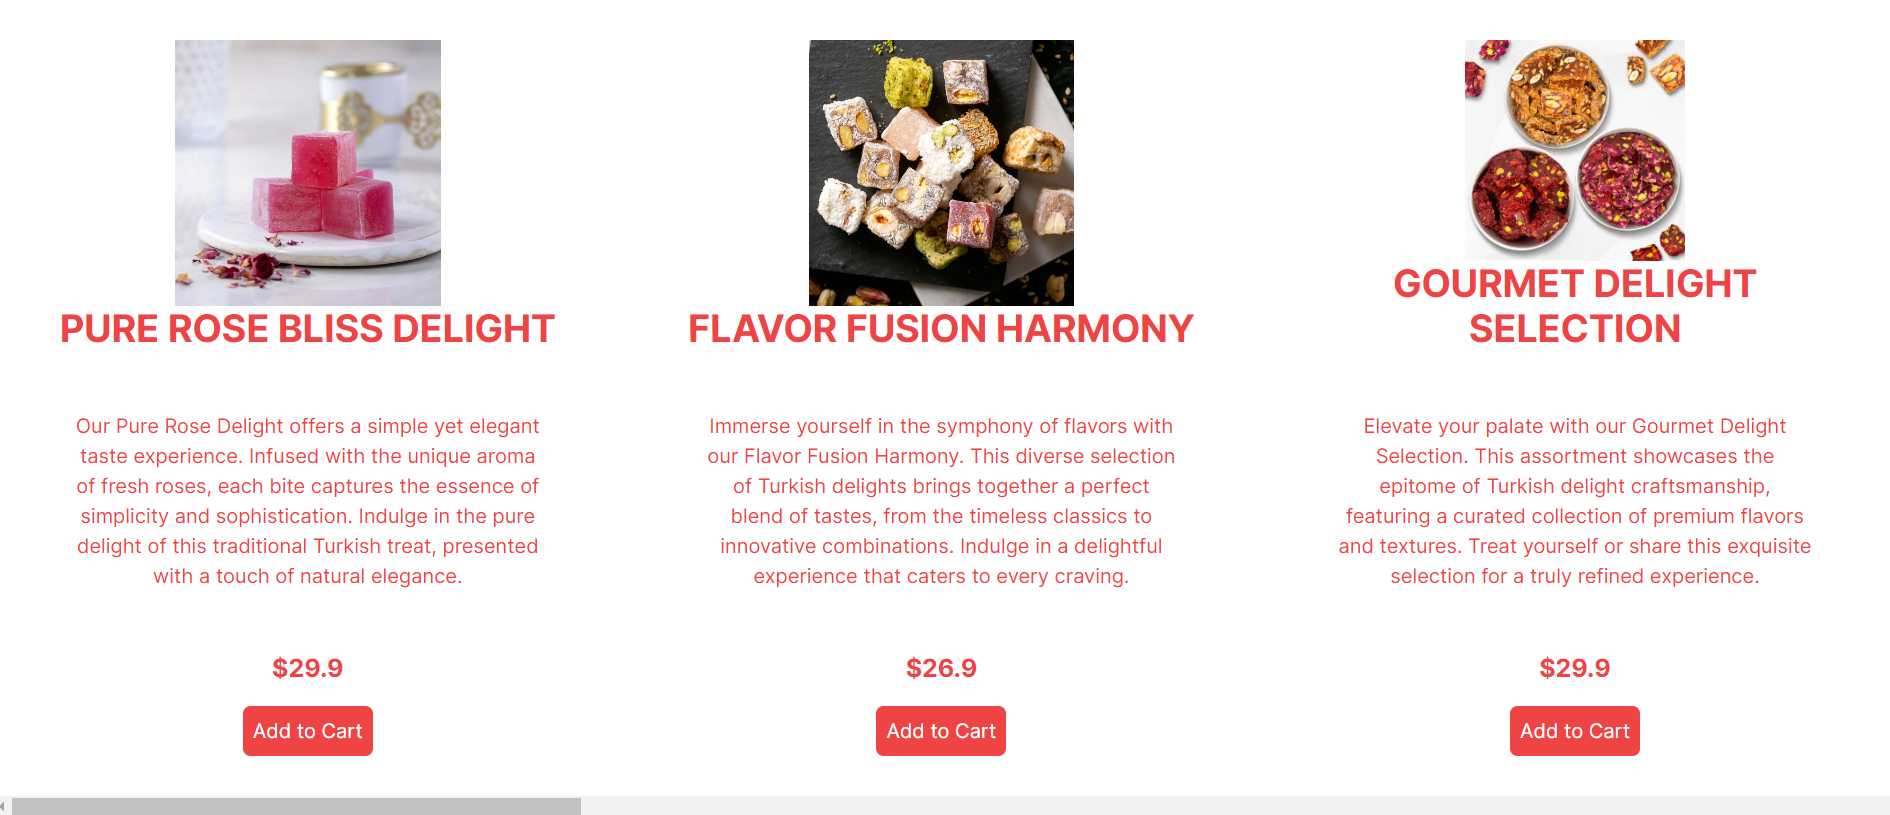 PURE ROSE BLISS DELIGHT
Our Pure Rose Delight offers a simple yet elegant
taste experience. Infused with the unique aroma
of fresh roses, each bite captures the essence of
simplicity and sophistication. Indulge in the pure
delight of this traditional Turkish treat, presented
with a touch of natural elegance.
$29.9
Add to Cart
FLAVOR FUSION HARMONY
Immerse yourself in the symphony of flavors with
our Flavor Fusion Harmony. This diverse selection
of Turkish delights brings together a perfect
blend of tastes, from the timeless classics to
innovative combinations. Indulge in a delightful
experience that caters to every craving.
$26.9
Add to Cart
GOURMET DELIGHT
SELECTION
Elevate your palate with our Gourmet Delight
Selection. This assortment showcases the
epitome of Turkish delight craftsmanship,
featuring a curated collection of premium flavors
and textures. Treat yourself or share this exquisite
selection for a truly refined experience.
$29.9
Add to Cart